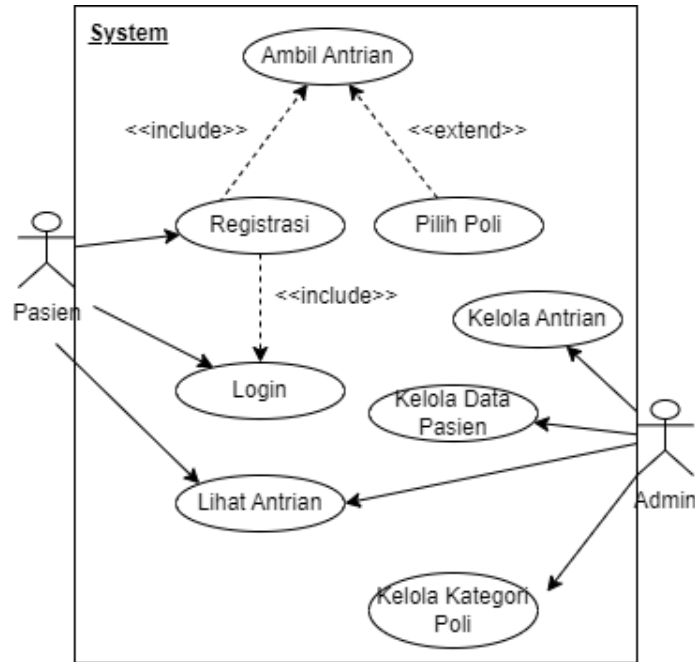 System
Ambil Antrian
<<include>>
<<extend>>
Registrasi
Pilih Poli
Pasien
<<include>>
Kelola Antrian
Login
Kelola Data
Pasien
Lihat Antrian
Admin
Kelola Kategori
Poli